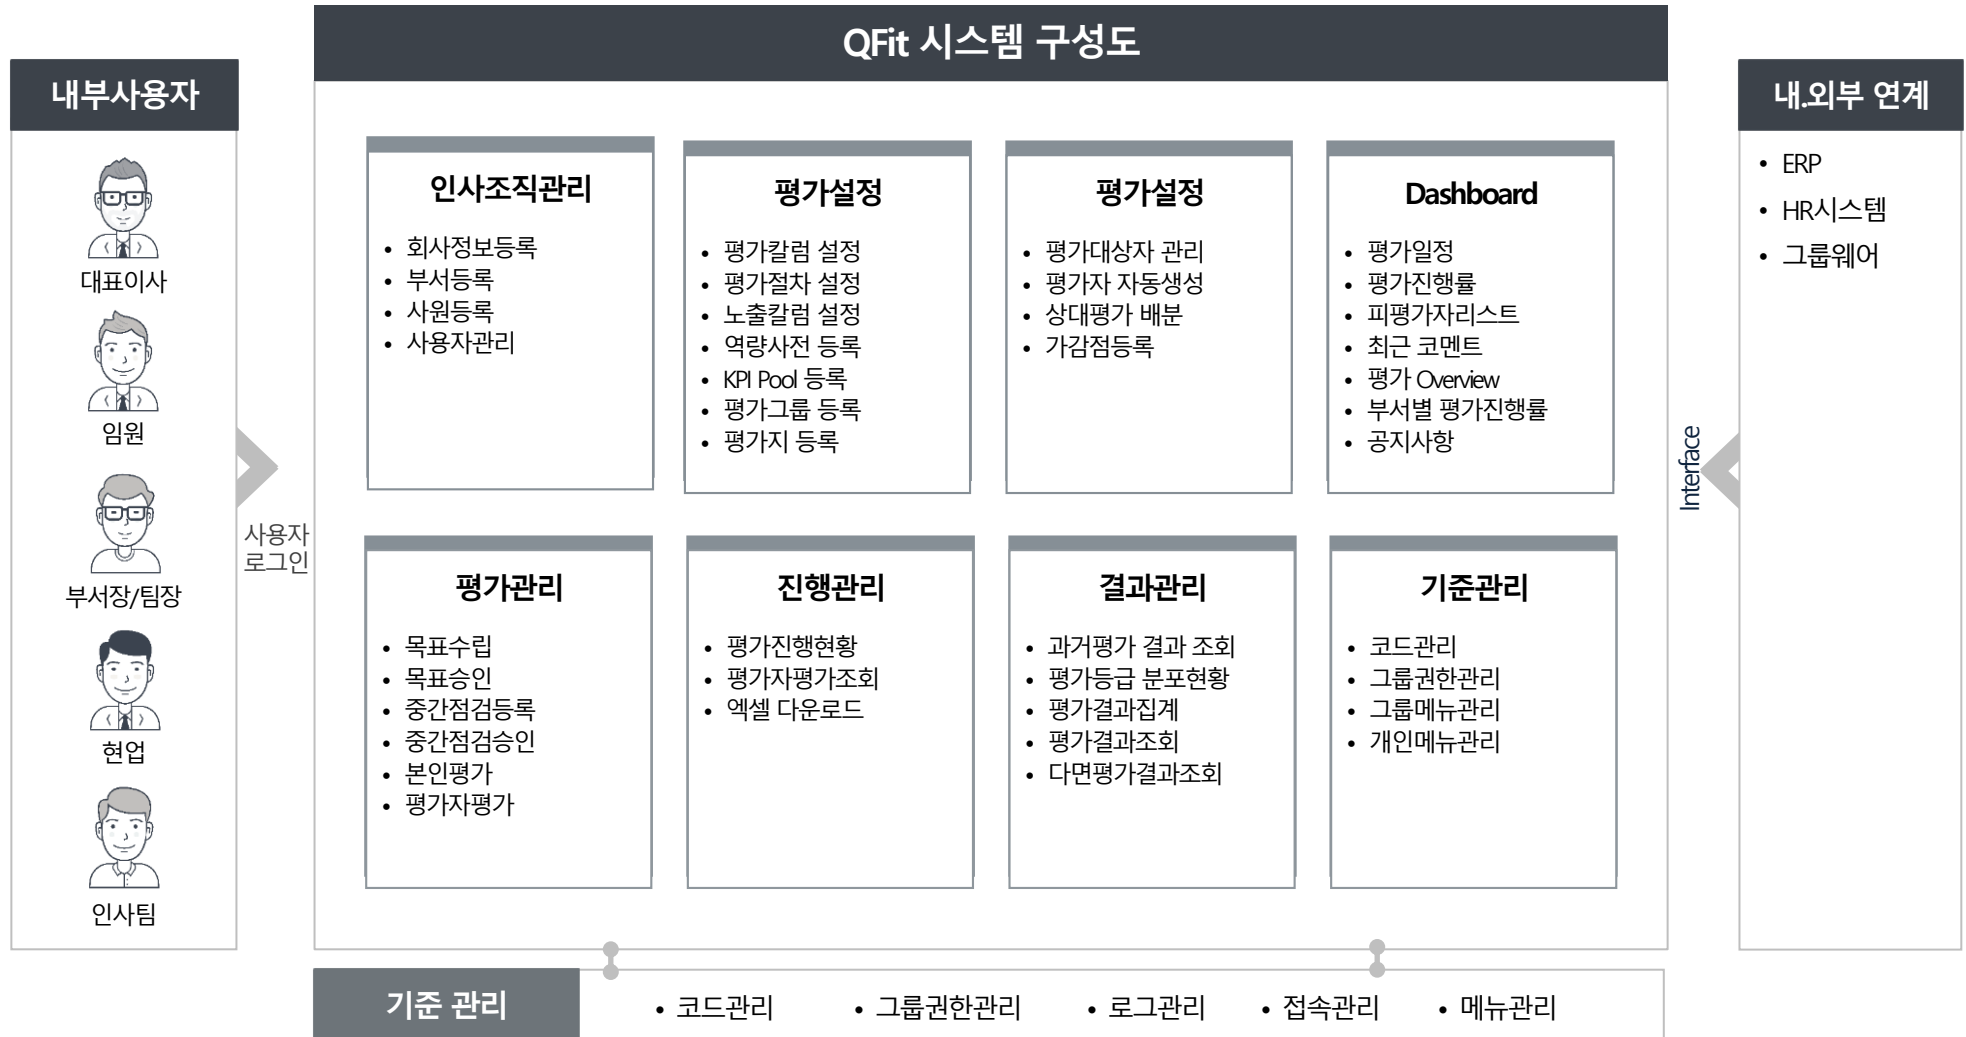 QFit 시스템 구성도
내부사용자
대표이사
임원
부서장/팀장
현업
인사팀
사용자
로그인
인사조직관리
• 회사정보등록
• 부서등록
• 사원등록
• 사용자관리
평가설정
• 평가칼럼 설정
• 평가절차 설정
• 노출칼럼 설정
• 역량사전 등록
• KPI Pool 등록
• 평가그룹 등록
• 평가지 등록
평가설정
• 평가대상자 관리
• 평가자 자동생성
• 상대평가 배분
• 가감점등록
Dashboard
• 평가일정
• 평가진행률
• 피평가자리스트
• 최근 코멘트
• 평가 Overview
• 부서별 평가진행률
• 공지사항
평가관리
• 목표수립
• 목표승인
• 중간점검등록
• 중간점검승인
• 본인평가
• 평가자평가
진행관리
• 평가진행현황
• 평가자평가조회
• 엑셀 다운로드
결과관리
• 과거평가 결과 조회
• 평가등급 분포현황
• 평가결과집계
• 평가결과조회
• 다면평가결과조회
기준관리
• 코드관리
• 그룹권한관리
• 그룹메뉴관리
• 개인메뉴관리
Interface
내.외부 연계
• ERP
• HR시스템
• 그룹웨어
기준 관리
• 코드관리 • 그룹권한관리 • 로그관리 • 접속관리 • 메뉴관리